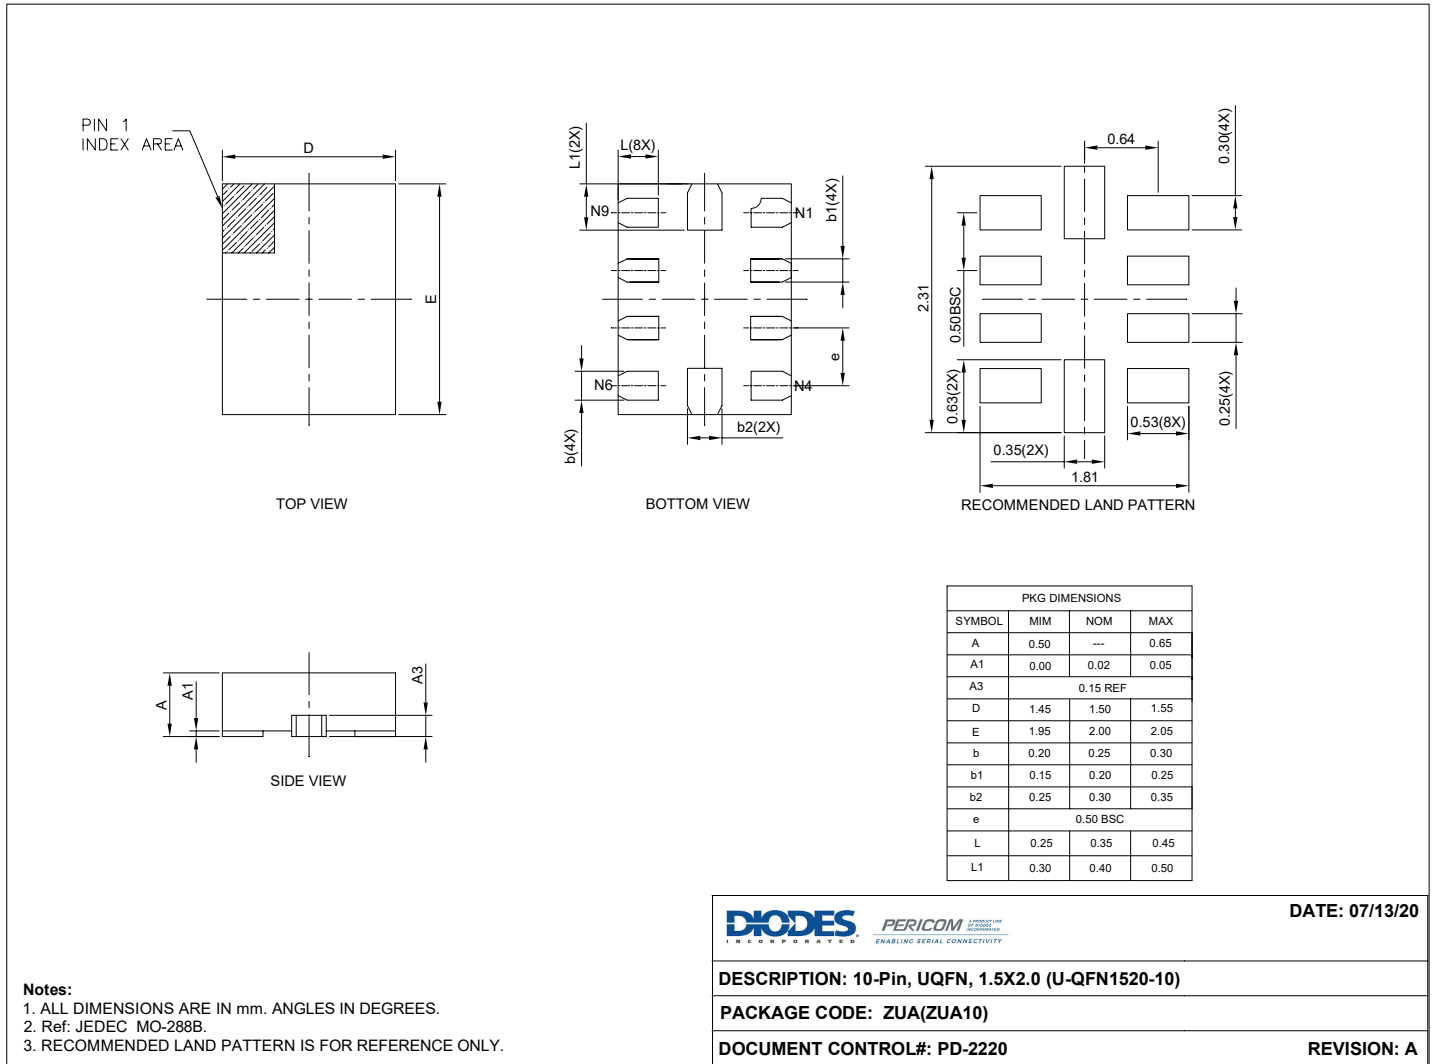 PIN 1
INDEX AREA
D
E
TOP VIEW
L1(2X)
L(8X)
N9
N1
b1(4X)
e
N6
N4
b(4X)
b2(2X)
BOTTOM VIEW
0.64
0.30(4X)
2.31
0.50BSC
0.63(2X)
0.25(4X)
0.53(8X)
0.35(2X)
1.81
RECOMMENDED LAND PATTERN
A
A1
A3
SIDE VIEW
PKG DIMENSIONS
SYMBOL MIM NOM MAX
A 0.50 --- 0.65
A1 0.00 0.02 0.05
A3 0.15 REF
D 1.45 1.50 1.55
E 1.95 2.00 2.05
b 0.20 0.25 0.30
b1 0.15 0.20 0.25
b2 0.25 0.30 0.35
e 0.50 BSC
L 0.25 0.35 0.45
L1 0.30 0.40 0.50
DIODES
INCORPORATED
PERICOM
A PRODUCT LINE
OF DIODES
INCORPORATED
ENABLING SERIAL CONNECTIVITY
DATE: 07/13/20
DESCRIPTION: 10-Pin, UQFN, 1.5X2.0 (U-QFN1520-10)
PACKAGE CODE: ZUA(ZUA10)
DOCUMENT CONTROL#: PD-2220
REVISION: A
Notes:
1. ALL DIMENSIONS ARE IN mm. ANGLES IN DEGREES.
2. Ref: JEDEC MO-288B.
3. RECOMMENDED LAND PATTERN IS FOR REFERENCE ONLY.